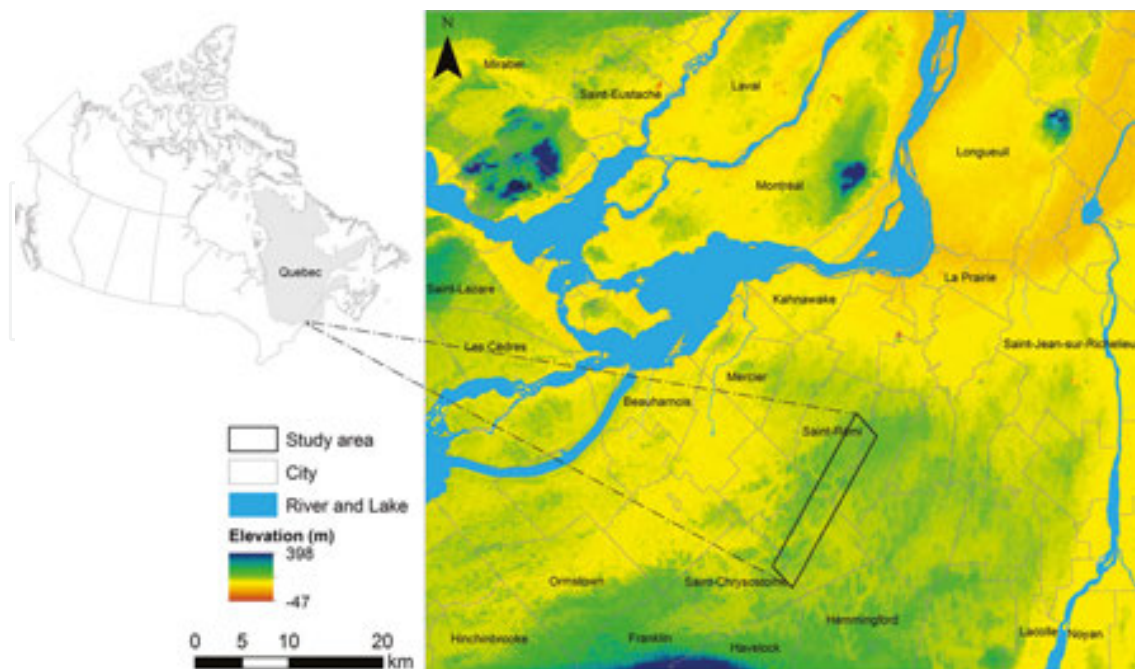 Quebec
Study area
City
River and Lake
Elevation (m)
398
-47
0 5 10 20
km
N
Mirabel
Saint-Eustache
Laval
Longueuil
Montréal
Saint-Lazare
Kahnawake
La Prairie
Les Cèdres
Saint-Jean-sur-Richelieu
Mercier
Beauharnois
Saint-Rémi
Ormstown
Saint-Chrysostome
Hemmingford
Hinchinbrooke
Franklin
Havelock
Lacolle
Noyan